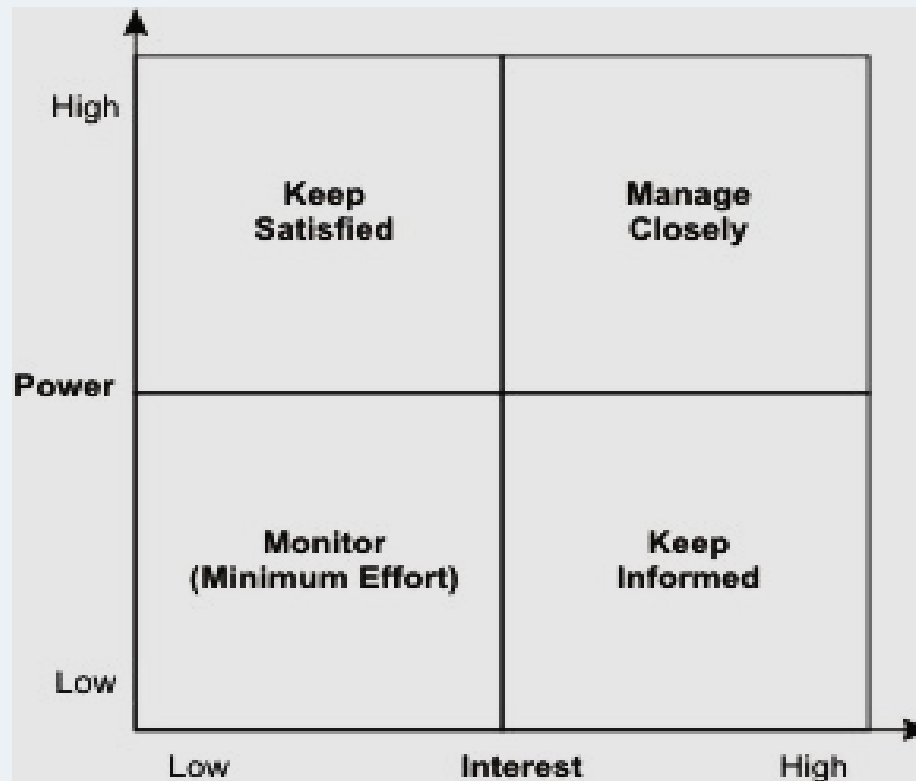 High
Keep
Satisfied
Manage
Closely
Power
Monitor
(Minimum Effort)
Keep
Informed
Low
Low
Interest
High